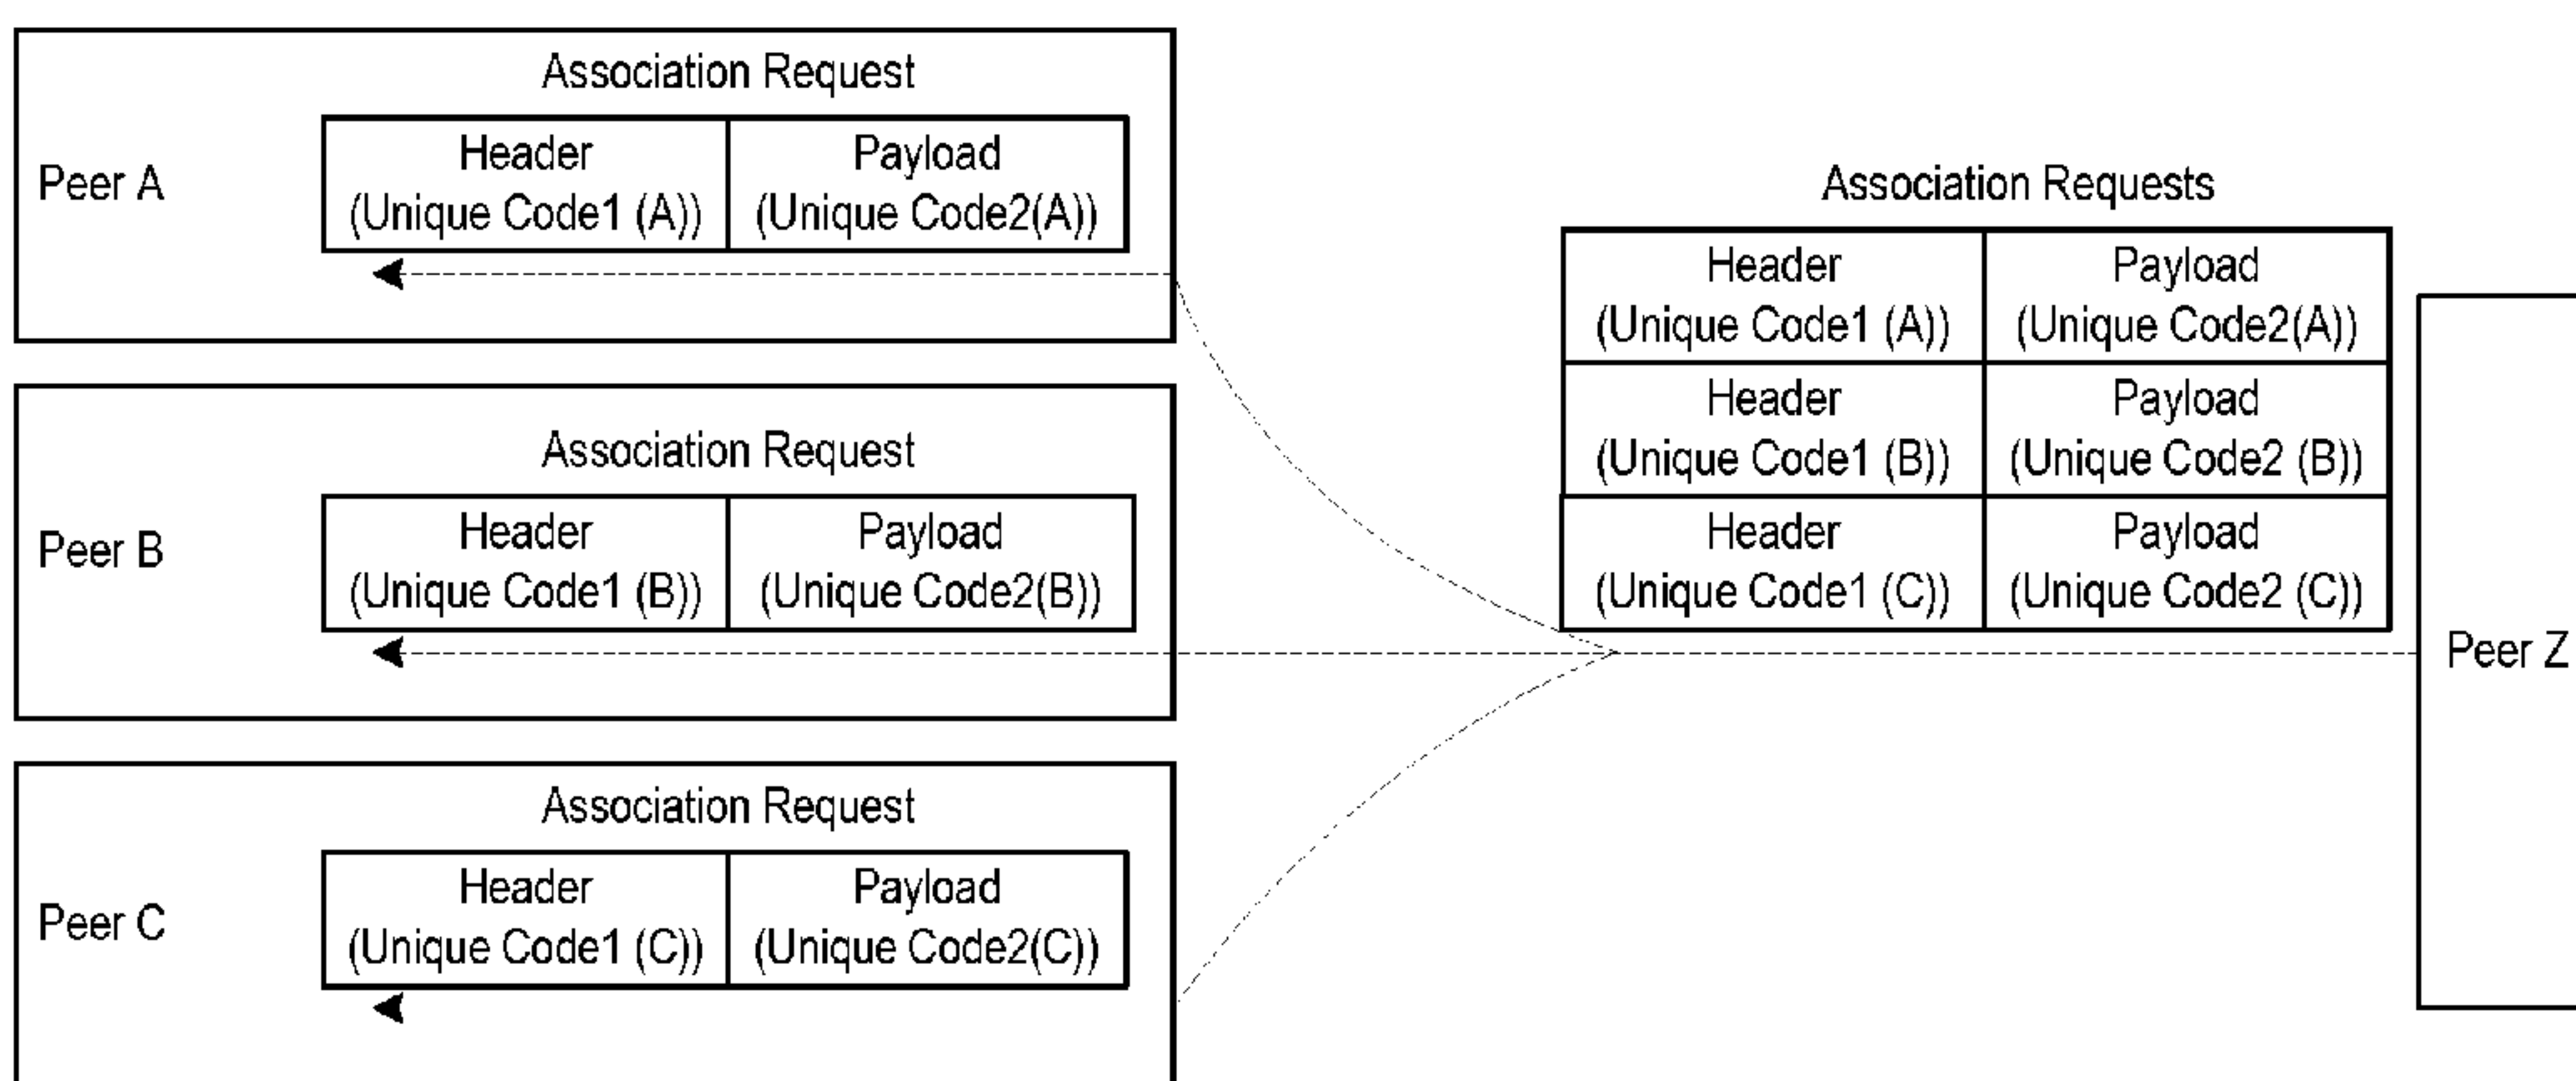 Association Request
Peer A
Header
(Unique Code1 (A))
Payload
(Unique Code2(A))
Association Request
Peer B
Header
(Unique Code1 (B))
Payload
(Unique Code2(B))
Association Request
Peer C
Header
(Unique Code1 (C))
Payload
(Unique Code2(C))
Association Requests
Header
(Unique Code1 (A))
Payload
(Unique Code2(A))
Header
(Unique Code1 (B))
Payload
(Unique Code2 (B))
Header
(Unique Code1 (C))
Payload
(Unique Code2 (C))
Peer Z